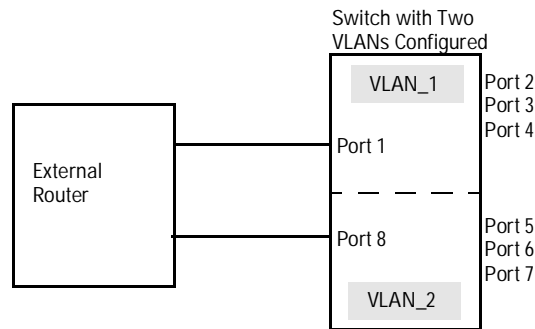 Switch with Two
VLANs Configured
VLAN_1
Port 2
Port 3
Port 4
Port 1
External
Router
Port 8
Port 5
Port 6
Port 7
VLAN_2